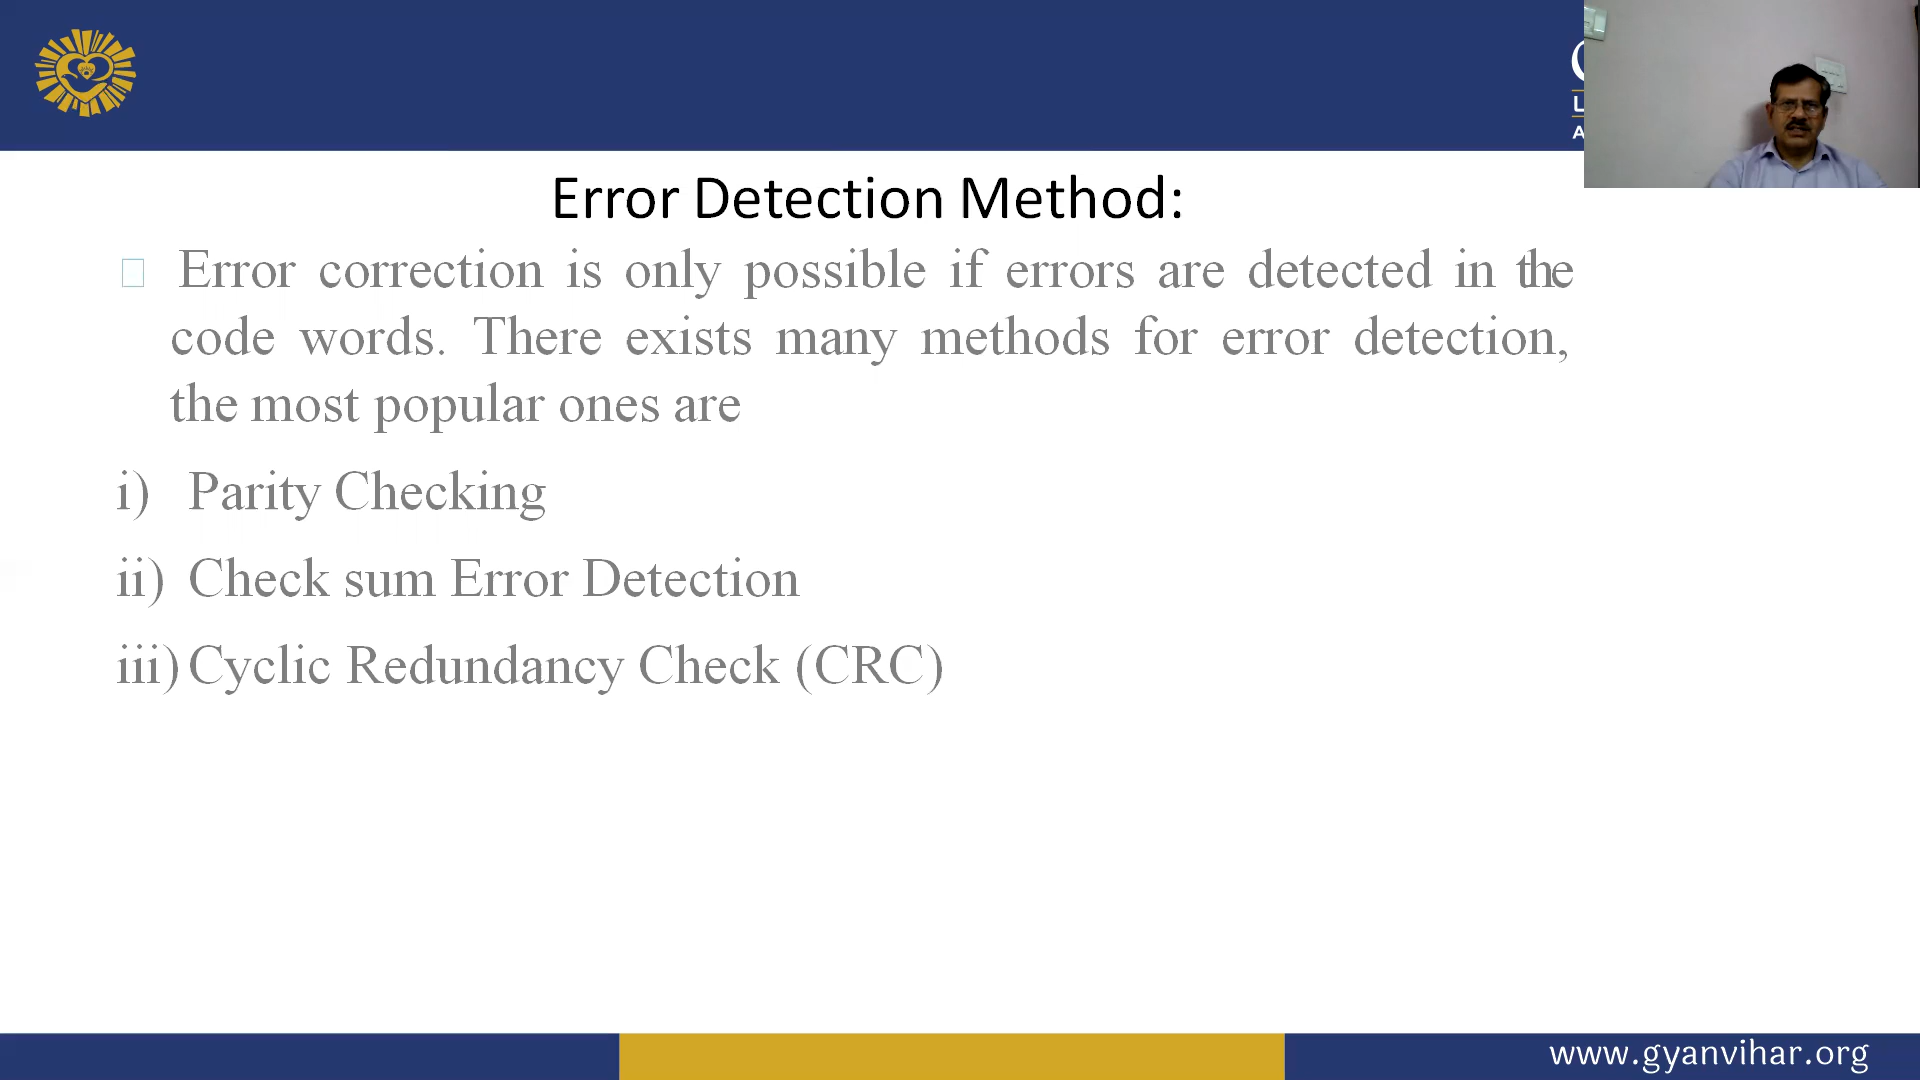 Error Detection Method:
Error correction is only possible if errors are detected in the
code words. There exists many methods for error detection,
the most popular ones are
i) Parity Checking
ii) Check sum Error Detection
iii) Cyclic Redundancy Check (CRC)
www.gyanvihar.org